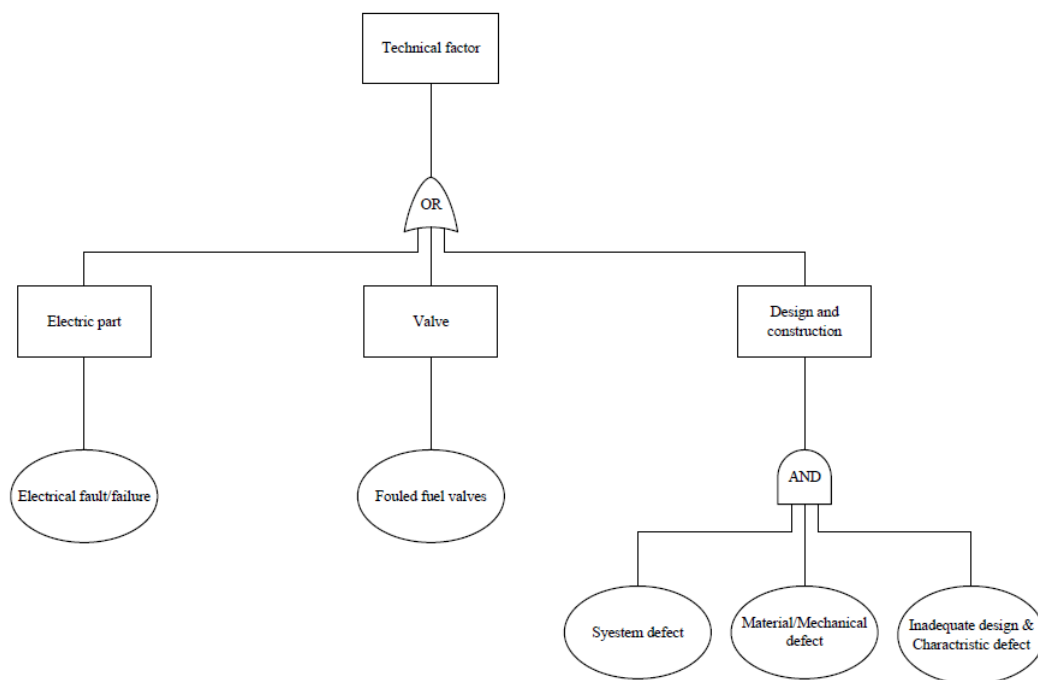 Technical factor
OR
Electric part
Valve
Design and
construction
Electrical fault/failure
Fouled fuel valves
AND
Syestem defect
Material/Mechanical
defect
Inadequate design &
Charactristic defect